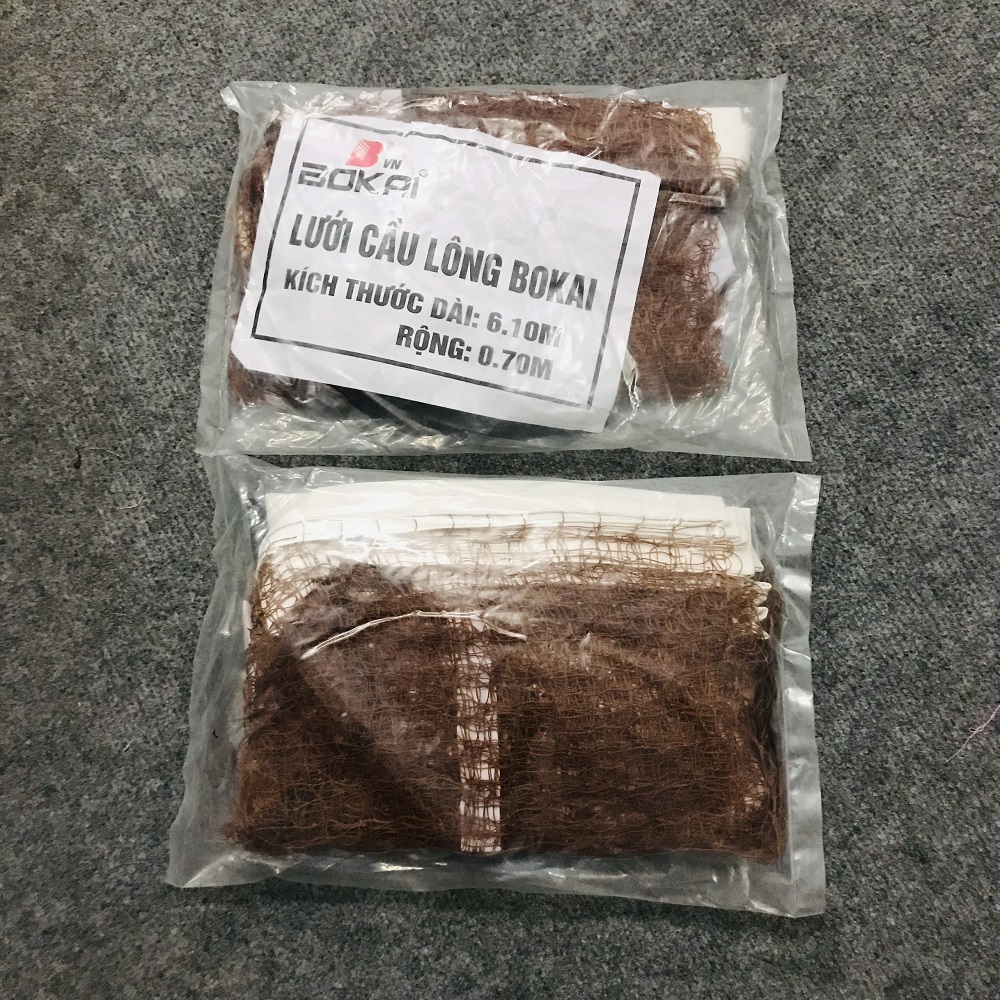 B VN
BOKAI®
LƯỚI CẦU LÔNG BOKAI
KÍCH THƯỚC DÀI: 6.10M
RỘNG: 0.70M